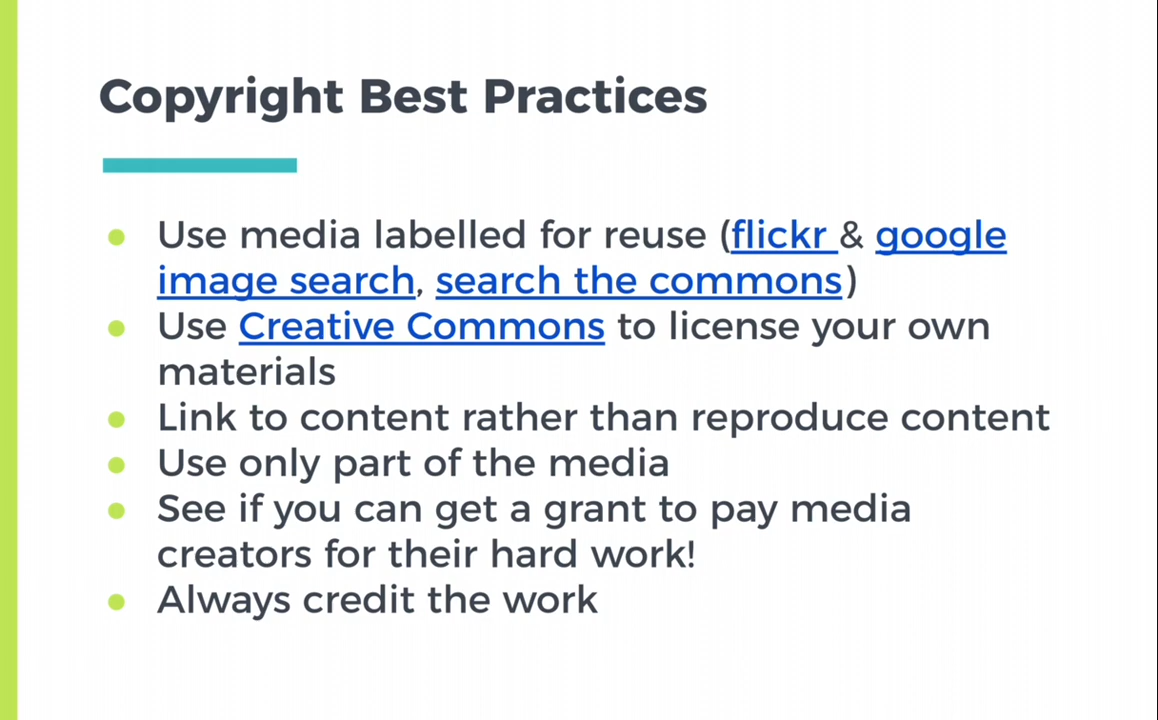 Copyright Best Practices
● Use media labelled for reuse (flickr & google
image search, search the commons)
● Use Creative Commons to license your own
materials
● Link to content rather than reproduce content
● Use only part of the media
● See if you can get a grant to pay media
creators for their hard work!
● Always credit the work